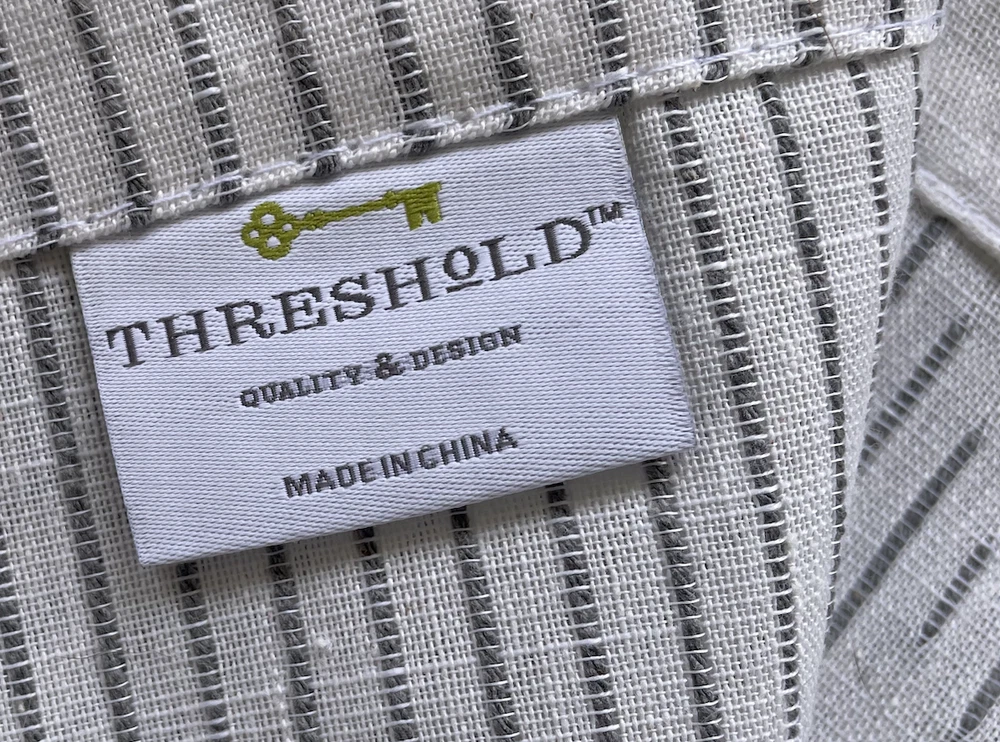 THRESHOLD™
QUALITY & DESIGN
MADE IN CHINA